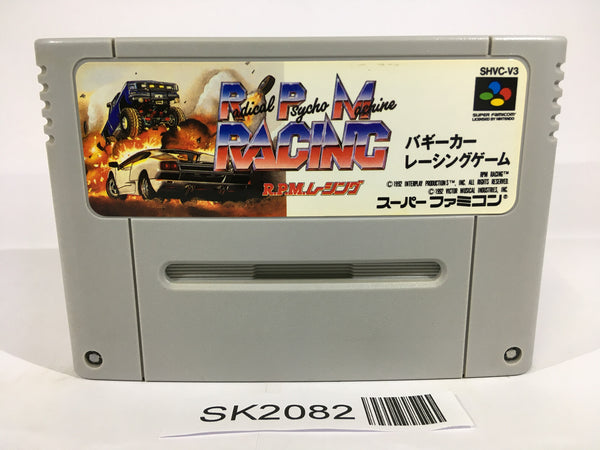 SHVC-V3
SUPER FAMICOM
LICENSED BY NINTENDO
Radical Psycho Machine
RACING
R.P.M.レーシング
バギーカー
レーシングゲーム
RPM RACING™
©1992 INTERPLAY PRODUCTIONS™, INC. ALL RIGHTS RESERVED.
©1992 VICTOR MUSICAL INDUSTRIES, INC.
スーパーファミコン®
SK2082